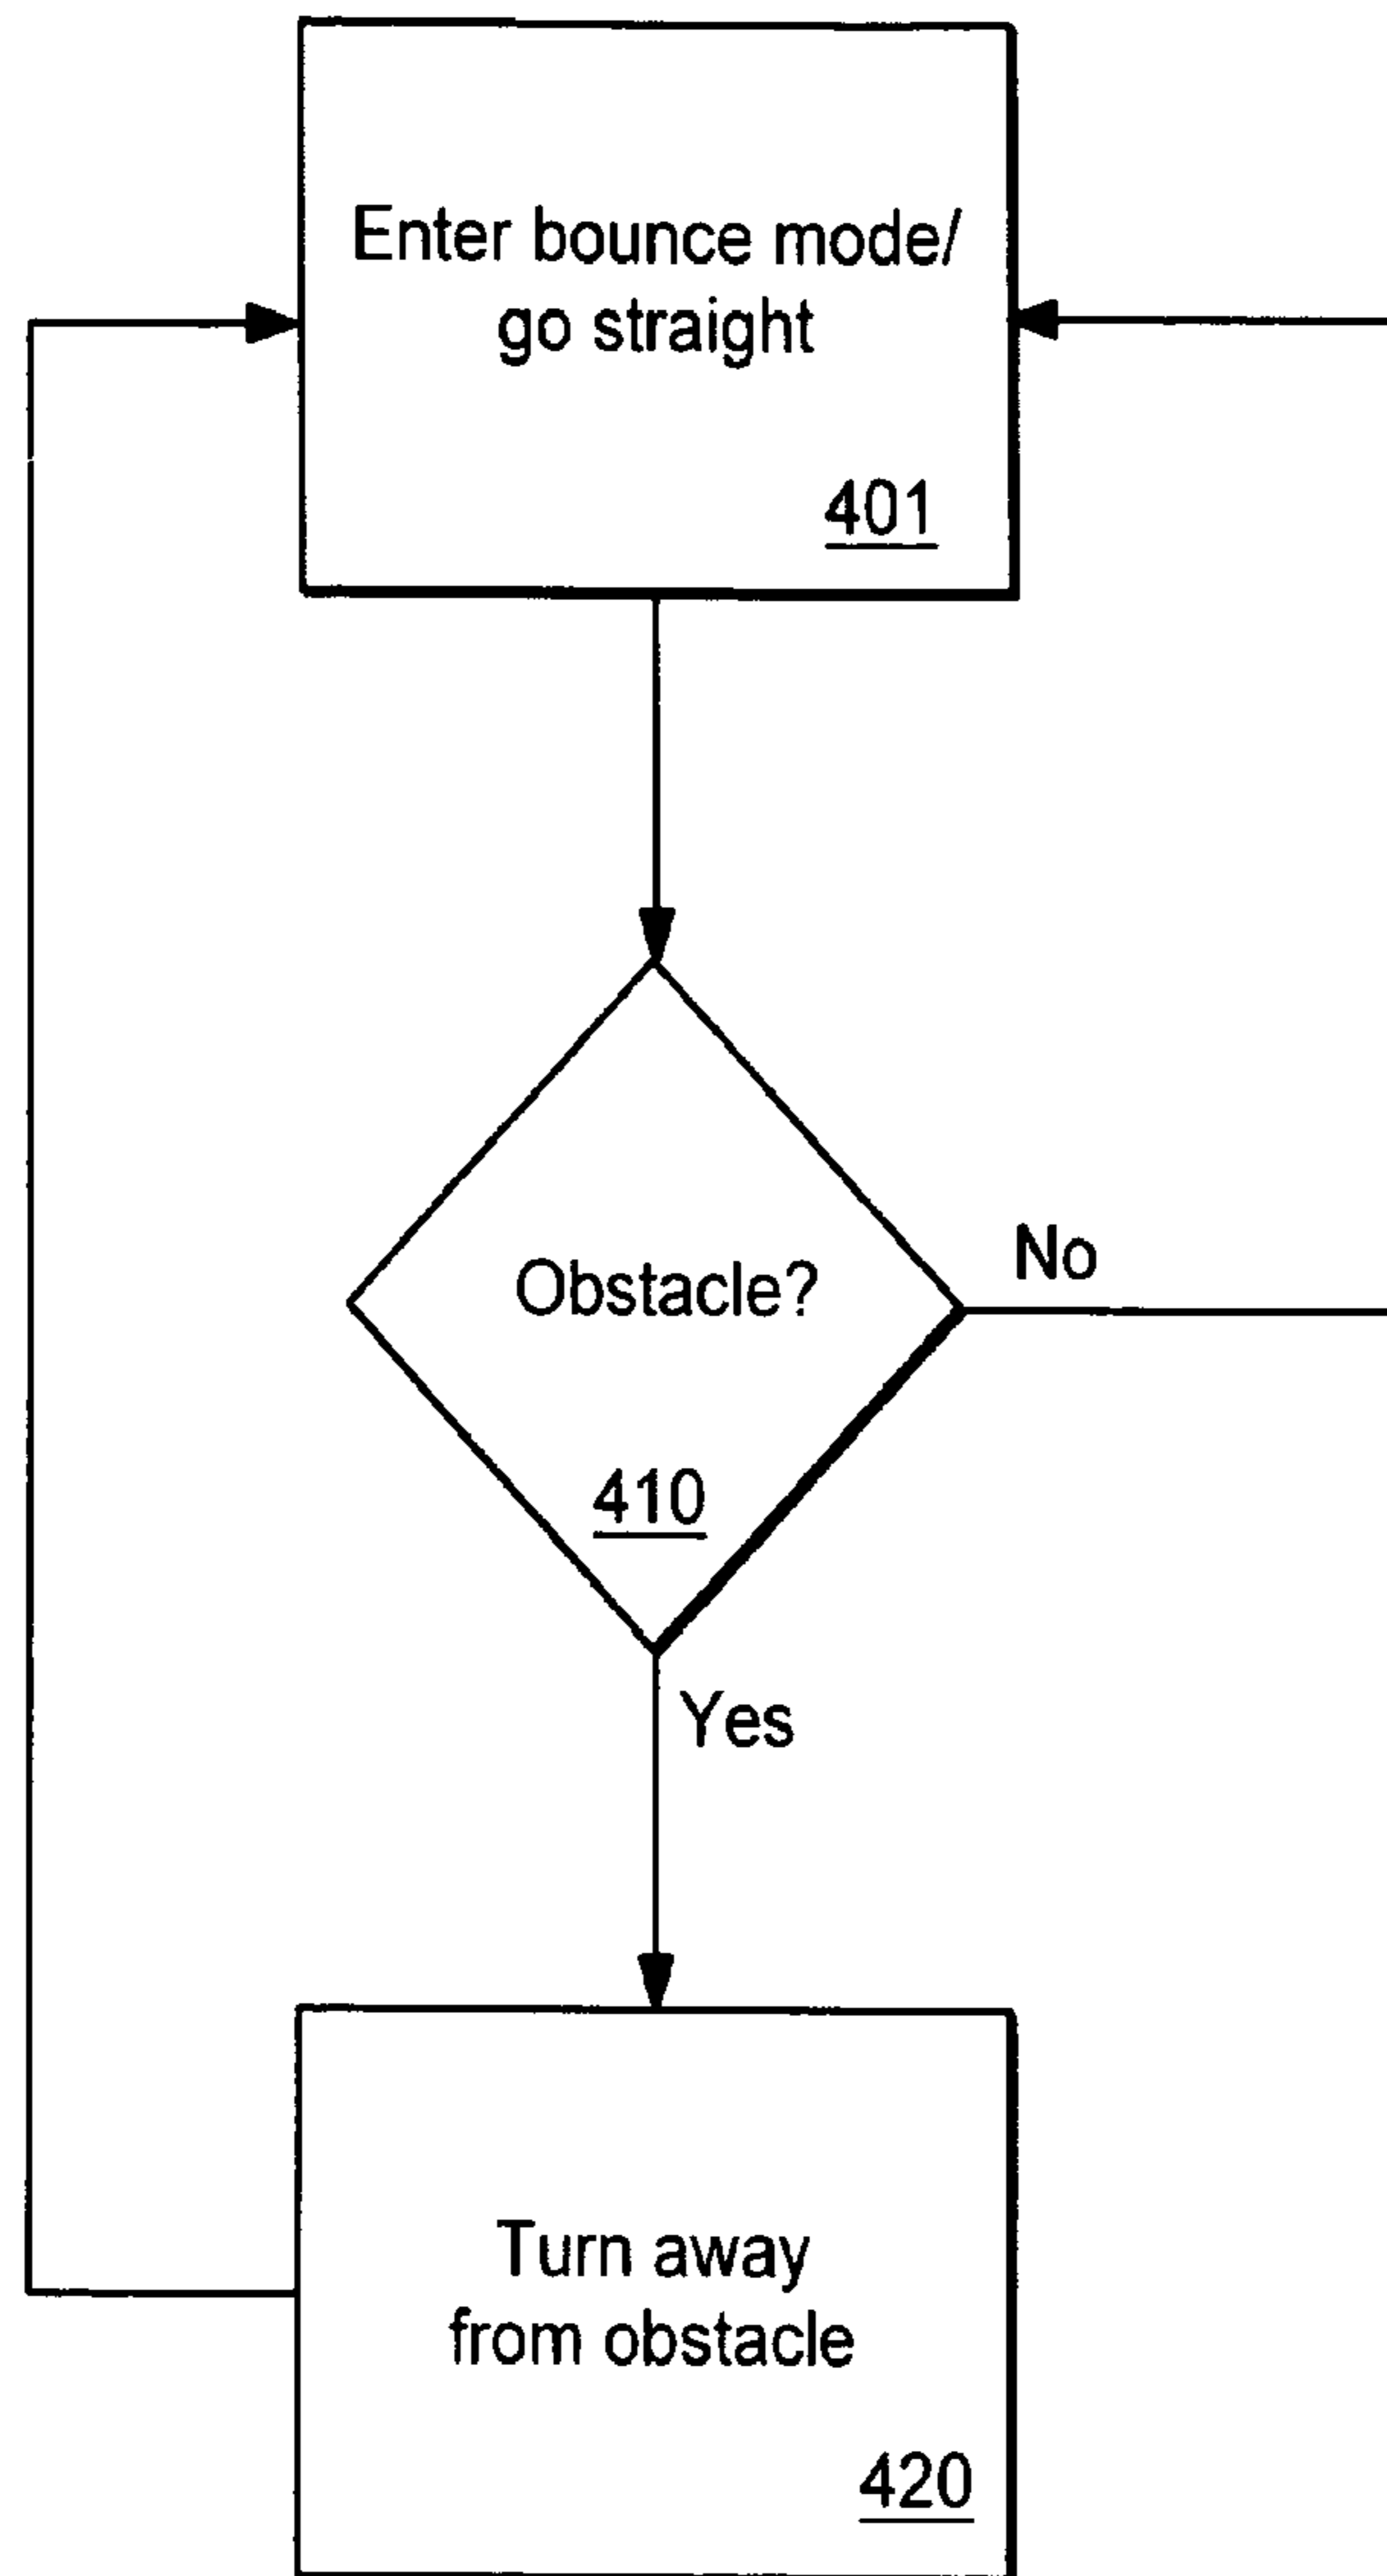 Enter bounce mode/
go straight
401
Obstacle?
410
No
Yes
Turn away
from obstacle
420